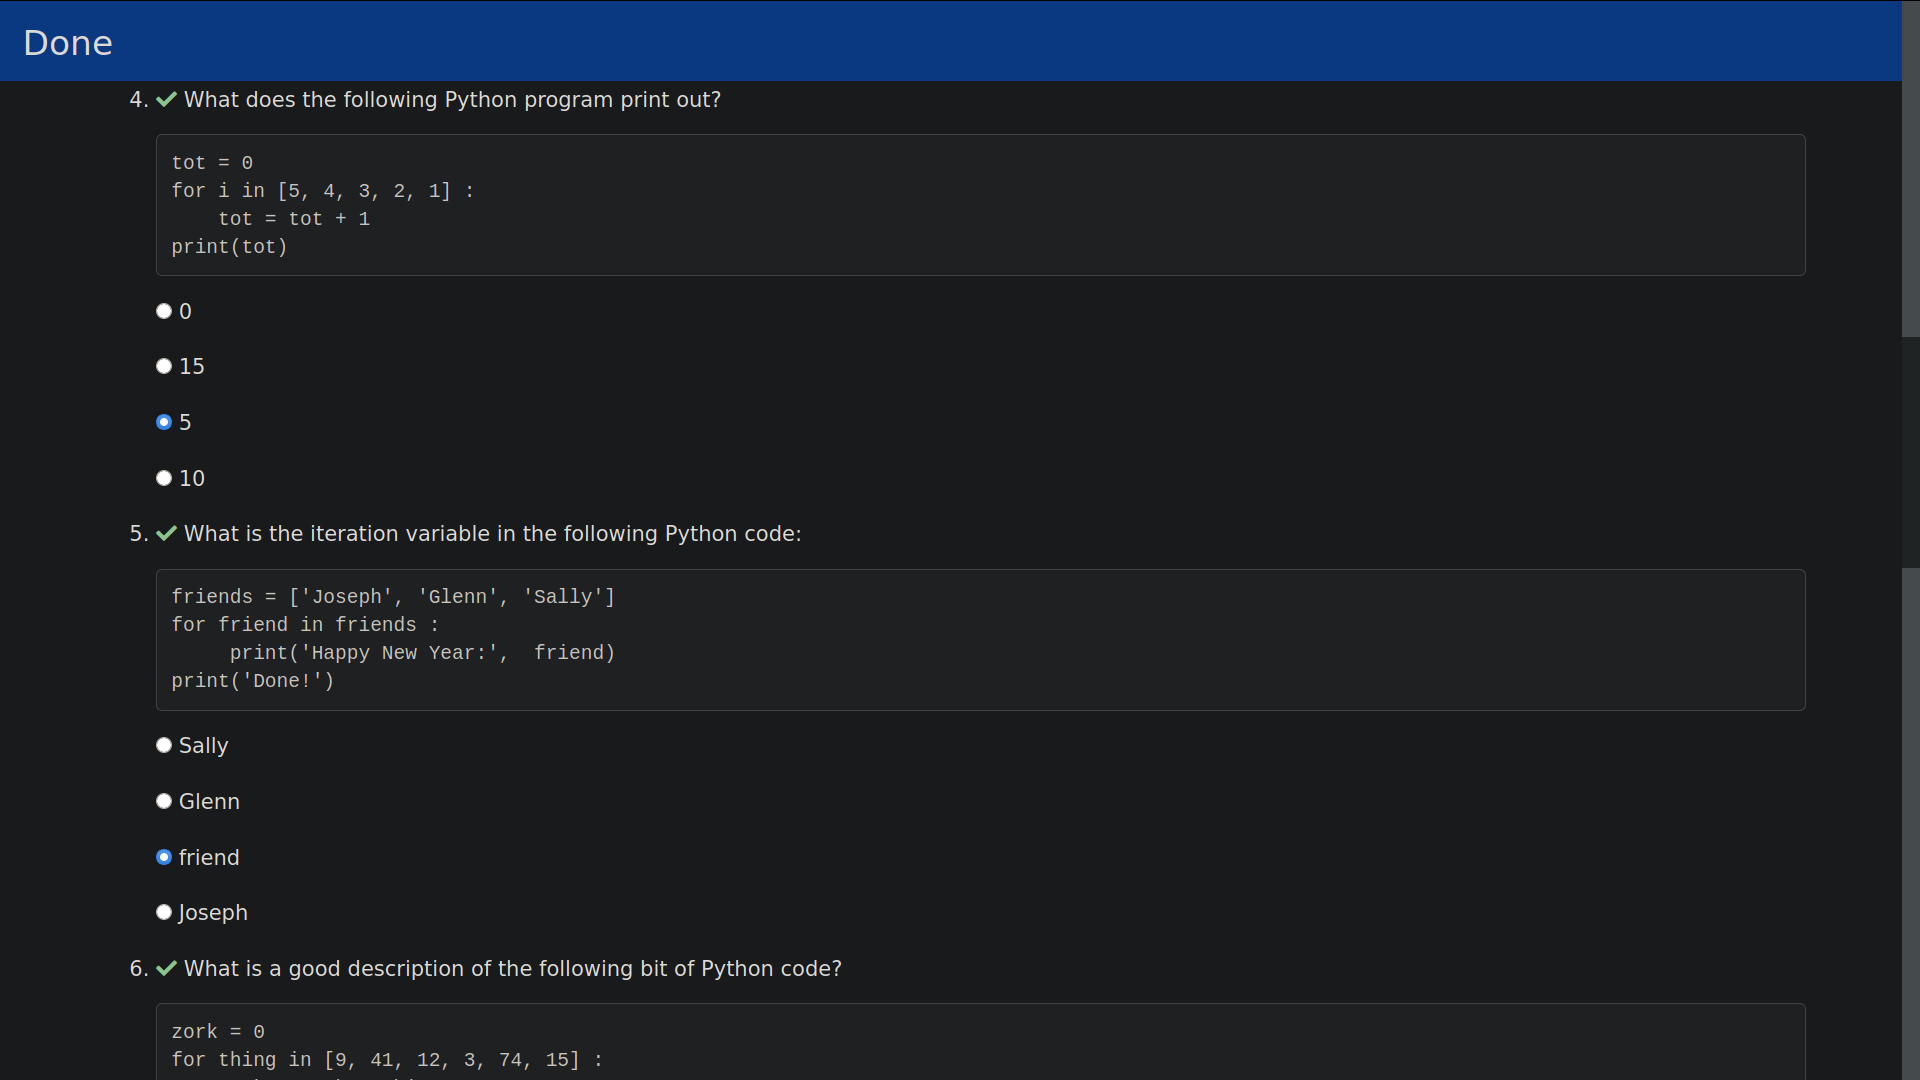 Done
4. What does the following Python program print out?
tot = 0
for i in [5, 4, 3, 2, 1] :
    tot = tot + 1
print(tot)
0
15
5
10
5. What is the iteration variable in the following Python code:
friends = ['Joseph', 'Glenn', 'Sally']
for friend in friends :
     print('Happy New Year:',  friend)
print('Done!')
Sally
Glenn
friend
Joseph
6. What is a good description of the following bit of Python code?
zork = 0
for thing in [9, 41, 12, 3, 74, 15] :